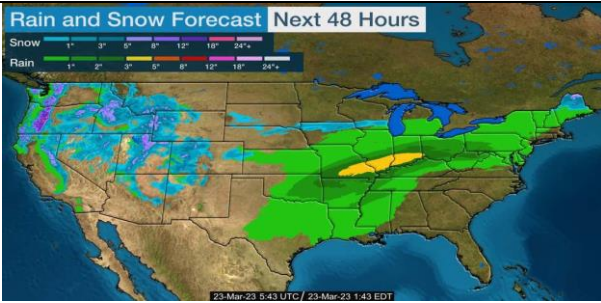 Rain and Snow Forecast Next 48 Hours
Snow 1" 3" 5" 8" 12" 18" 24"+
Rain 1" 2" 3" 5" 8" 12" 18" 24"+
23-Mar-23 5:43 UTC / 23-Mar-23 1:43 EDT